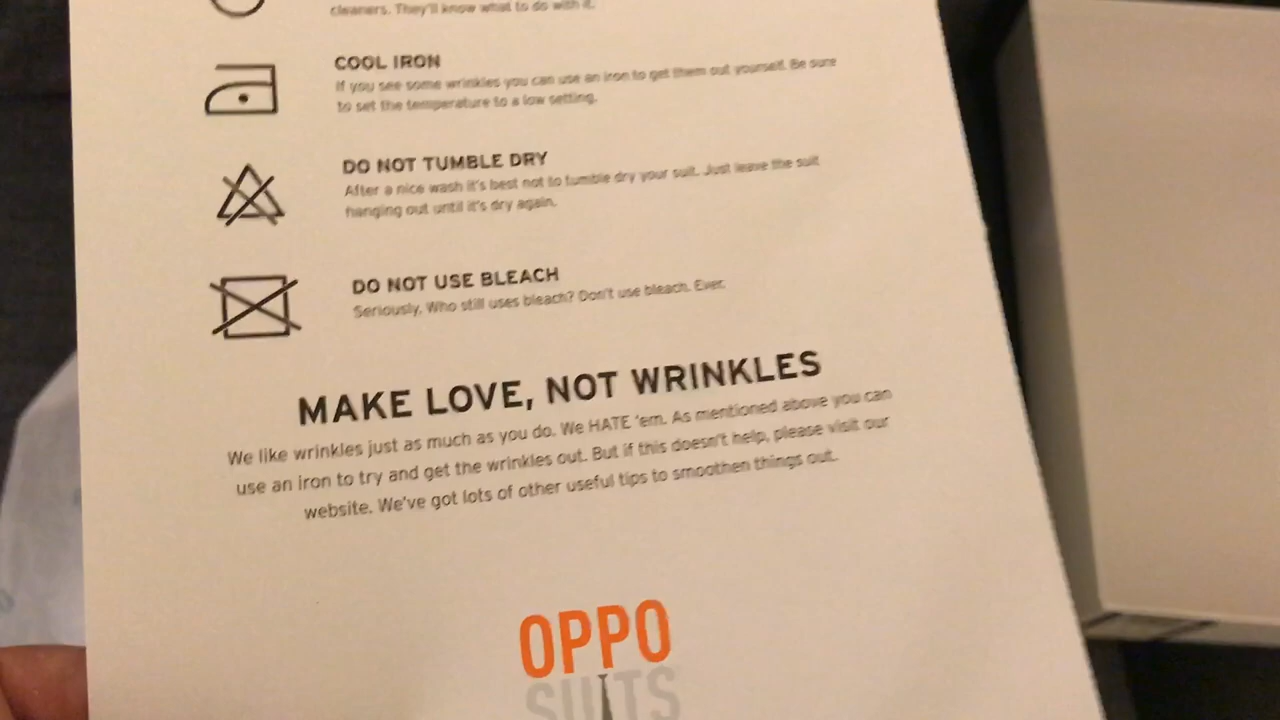 cleaners. They'll know what to do with it.
COOL IRON
If you see some wrinkles you can use an iron to get them out yourself. Be sure
to set the temperature to a low setting.
DO NOT TUMBLE DRY
After a nice wash it's best not to tumble dry your suit. Just leave the suit
hanging out until it's dry again.
DO NOT USE BLEACH
Seriously. Who still uses bleach? Don't use bleach. Ever.
MAKE LOVE, NOT WRINKLES
We like wrinkles just as much as you do. We HATE 'em. As mentioned above you can
use an iron to try and get the wrinkles out. But if this doesn't help, please visit our
website. We've got lots of other useful tips to smoothen things out.
OPPO
SUITS